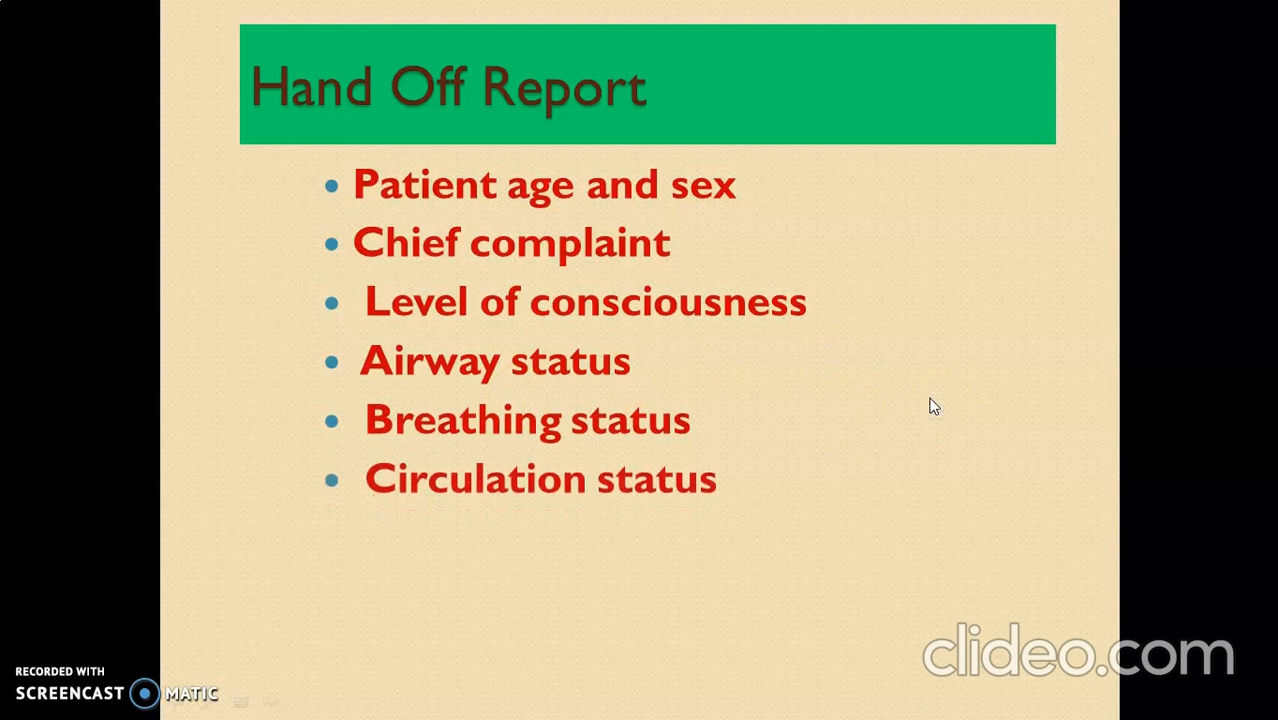 Hand Off Report
• Patient age and sex
• Chief complaint
• Level of consciousness
• Airway status
• Breathing status
• Circulation status
clideo.com
RECORDED WITH
SCREENCAST MATIC